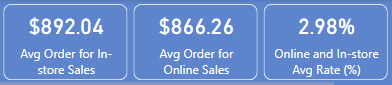 $892.04
Avg Order for In-
store Sales
$866.26
Avg Order for
Online Sales
2.98%
Online and In-store
Avg Rate (%)